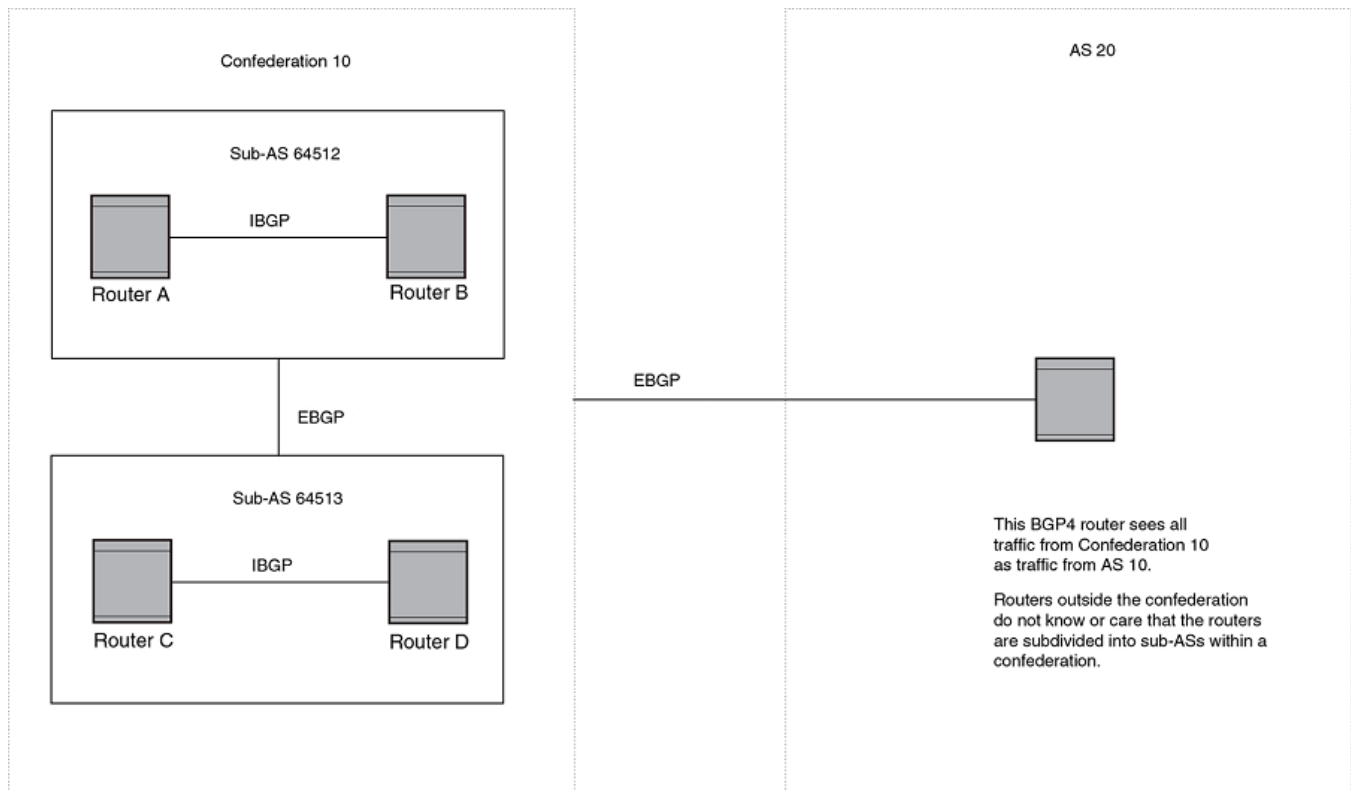 Confederation 10
AS 20
Sub-AS 64512
IBGP
Router A
Router B
EBGP
EBGP
Sub-AS 64513
IBGP
Router C
Router D
This BGP4 router sees all
traffic from Confederation 10
as traffic from AS 10.
Routers outside the confederation
do not know or care that the routers
are subdivided into sub-ASs within a
confederation.